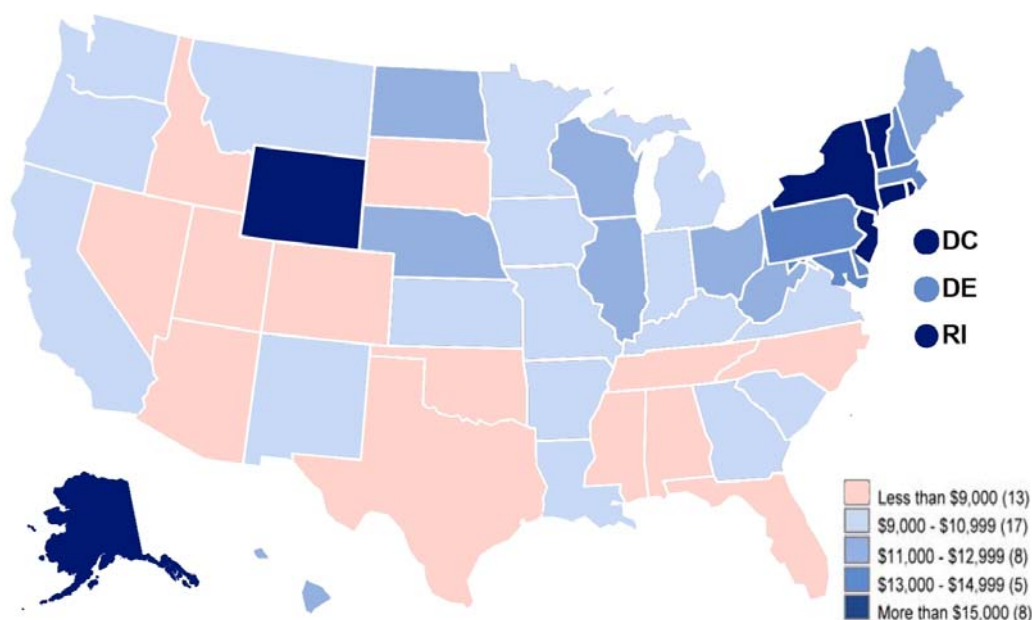 DC
DE
RI
Less than $9,000 (13)
$9,000 - $10,999 (17)
$11,000 - $12,999 (8)
$13,000 - $14,999 (5)
More than $15,000 (8)